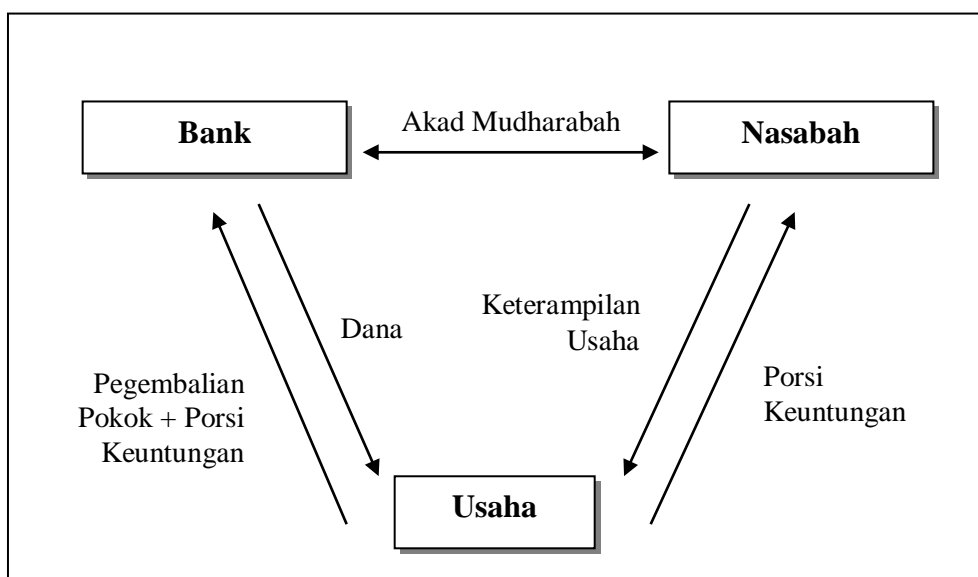 Bank
Akad Mudharabah
Nasabah
Dana
Keterampilan
Usaha
Pegembalian
Pokok + Porsi
Keuntungan
Porsi
Keuntungan
Usaha